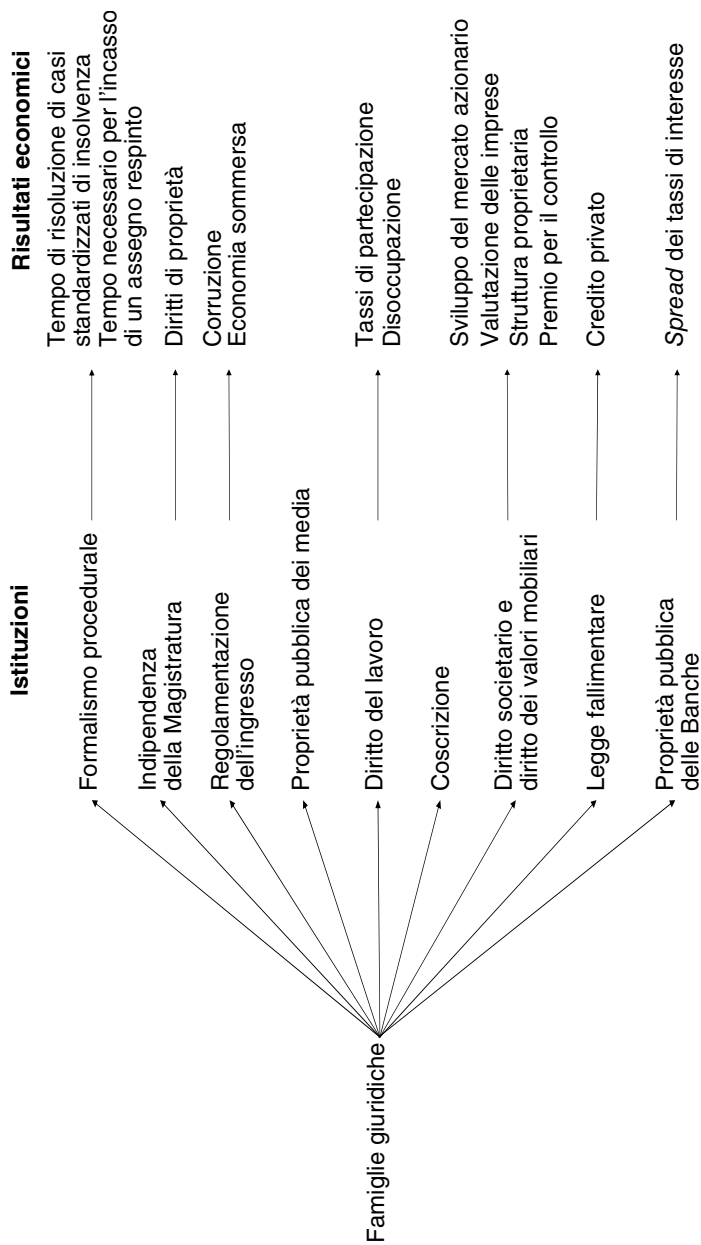 Istituzioni
Risultati economici
Famiglie giuridiche
Formalismo procedurale
Tempo di risoluzione di casi
standardizzati di insolvenza
Tempo necessario per l'incasso
di un assegno respinto
Indipendenza
della Magistratura
Diritti di proprietà
Regolamentazione
dell'ingresso
Corruzione
Economia sommersa
Proprietà pubblica dei media
Diritto del lavoro
Tassi di partecipazione
Disoccupazione
Coscrizione
Diritto societario e
diritto dei valori mobiliari
Sviluppo del mercato azionario
Valutazione delle imprese
Struttura proprietaria
Premio per il controllo
Legge fallimentare
Credito privato
Proprietà pubblica
delle Banche
Spread dei tassi di interesse